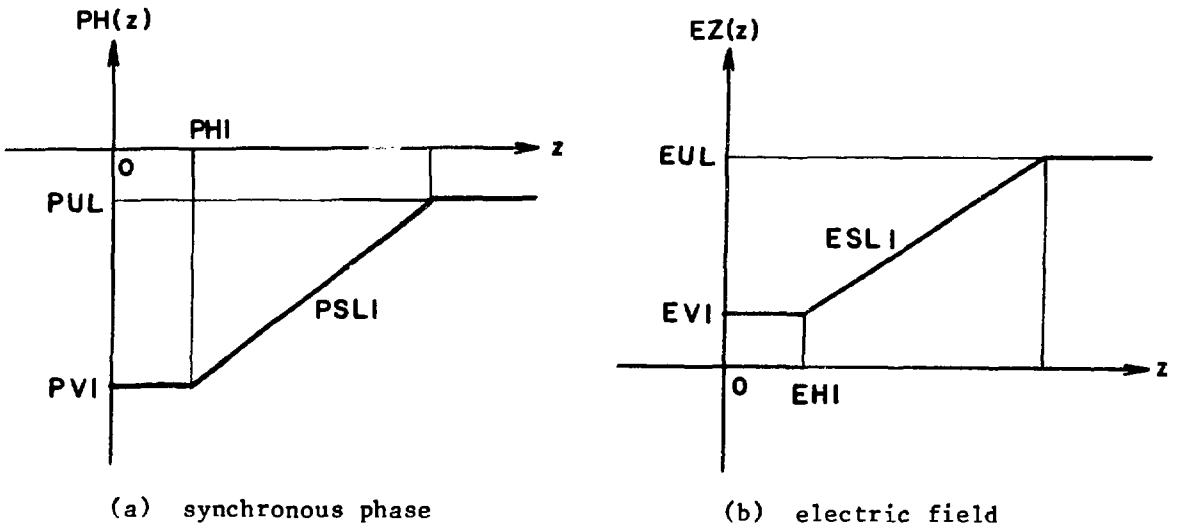 PH(z)
PHI
O
z
PUL
PSLI
PVI
(a) synchronous phase
EZ(z)
EUL
ESLI
EVI
O
EHI
z
(b) electric field